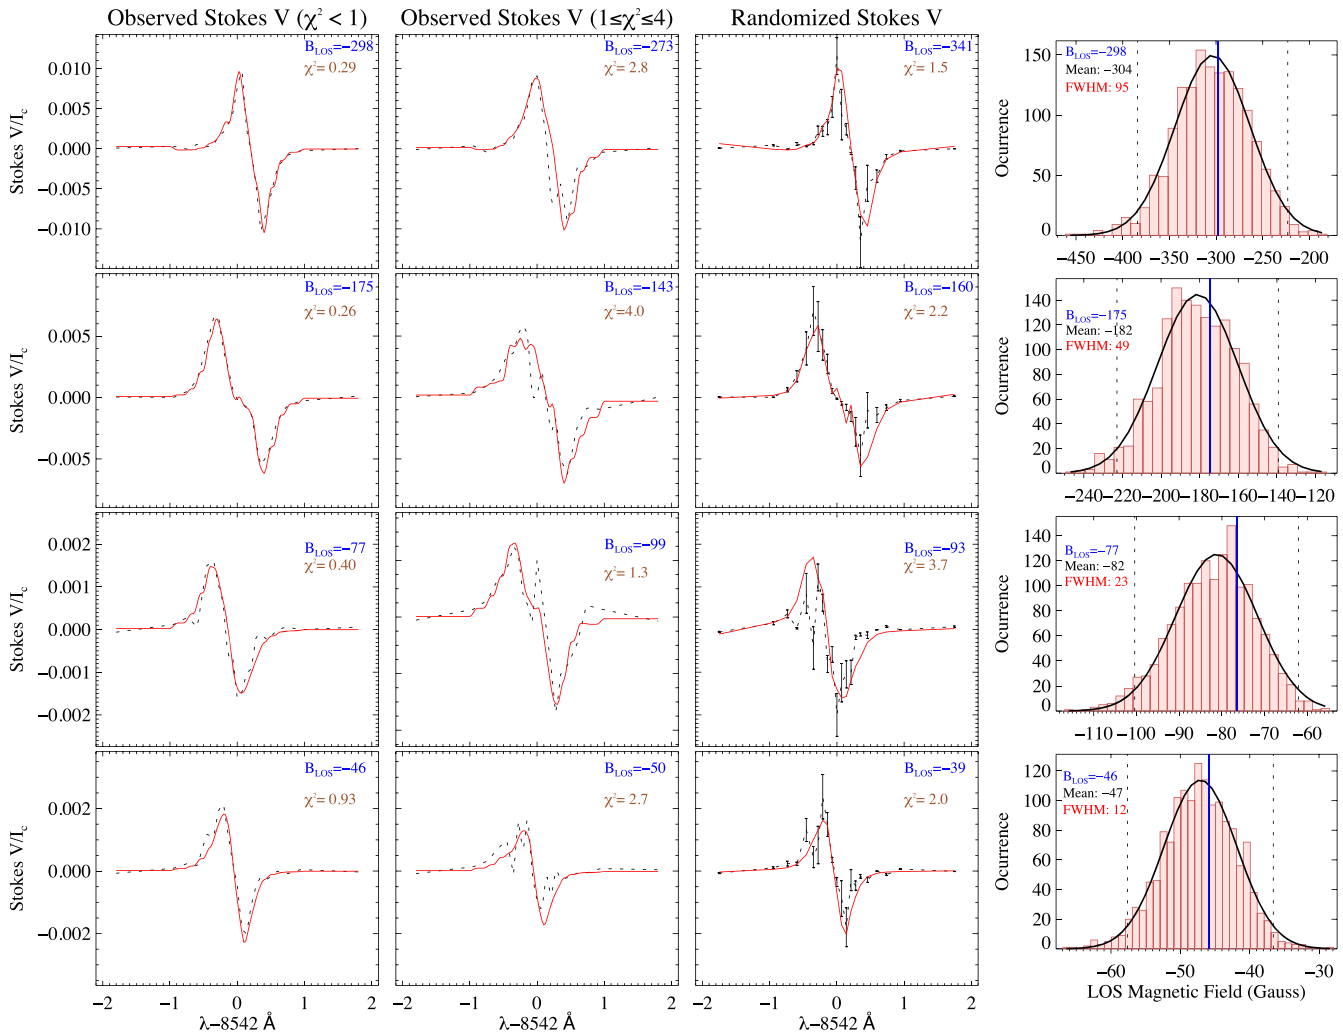 Observed Stokes V (χ² < 1)
Observed Stokes V (1≤χ²≤4)
Randomized Stokes V
B_LOS=−298
χ²= 0.29
0.010
0.005
0.000
−0.005
−0.010
Stokes V/I_c
B_LOS=−273
χ²= 2.8
B_LOS=−341
χ²= 1.5
B_LOS=−298
Mean: −304
FWHM: 95
150
100
50
0
Ocurrence
−450
−400
−350
−300
−250
−200
B_LOS=−175
χ²= 0.26
0.005
0.000
−0.005
Stokes V/I_c
B_LOS=−143
χ²=4.0
B_LOS=−160
χ²= 2.2
B_LOS=−175
Mean: −182
FWHM: 49
140
120
100
80
60
40
20
0
Ocurrence
−240
−220
−200
−180
−160
−140
−120
B_LOS=−77
χ²= 0.40
0.002
0.001
0.000
−0.001
−0.002
Stokes V/I_c
B_LOS=−99
χ²= 1.3
B_LOS=−93
χ²= 3.7
B_LOS=−77
Mean: −82
FWHM: 23
140
120
100
80
60
40
20
0
Ocurrence
−110
−100
−90
−80
−70
−60
B_LOS=−46
χ²= 0.93
0.002
0.000
−0.002
Stokes V/I_c
B_LOS=−50
χ²= 2.7
B_LOS=−39
χ²= 2.0
B_LOS=−46
Mean: −47
FWHM: 12
120
100
80
60
40
20
0
Ocurrence
−60
−50
−40
−30
LOS Magnetic Field (Gauss)
−2
−1
0
1
2
λ−8542 Å
−2
−1
0
1
2
λ−8542 Å
−2
−1
0
1
2
λ−8542 Å